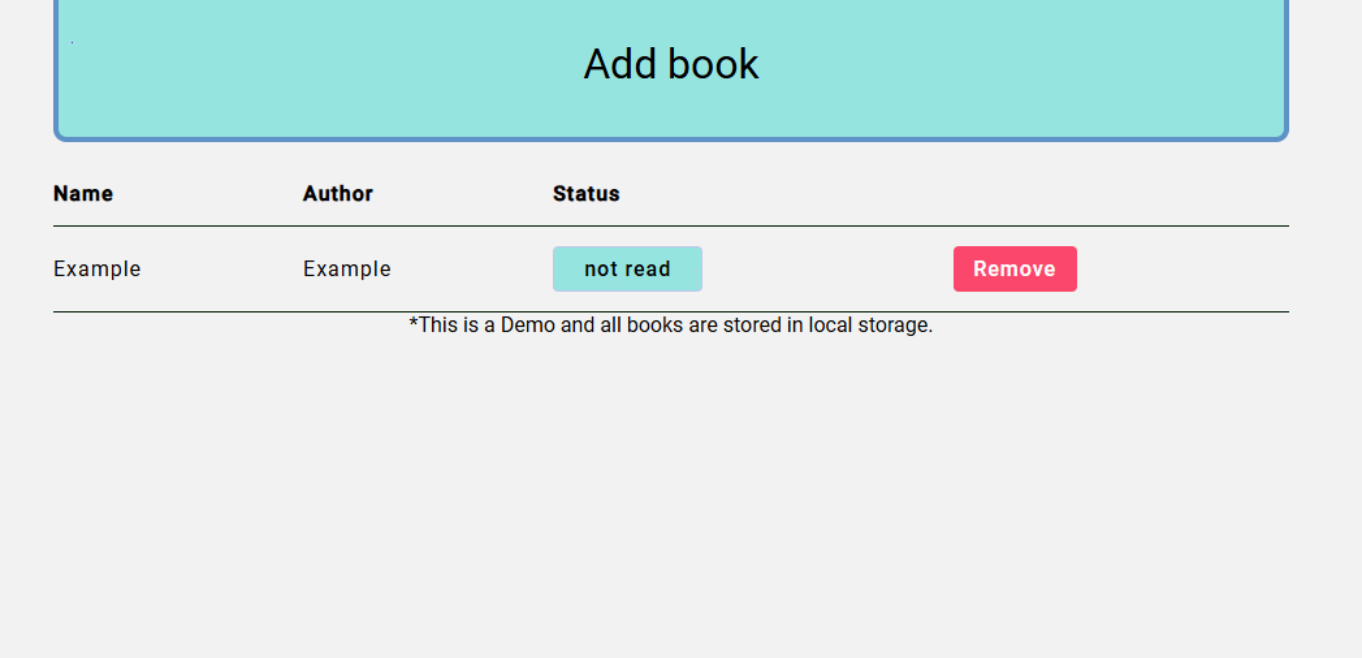 Add book
Name Author Status
Example Example not read Remove
*This is a Demo and all books are stored in local storage.